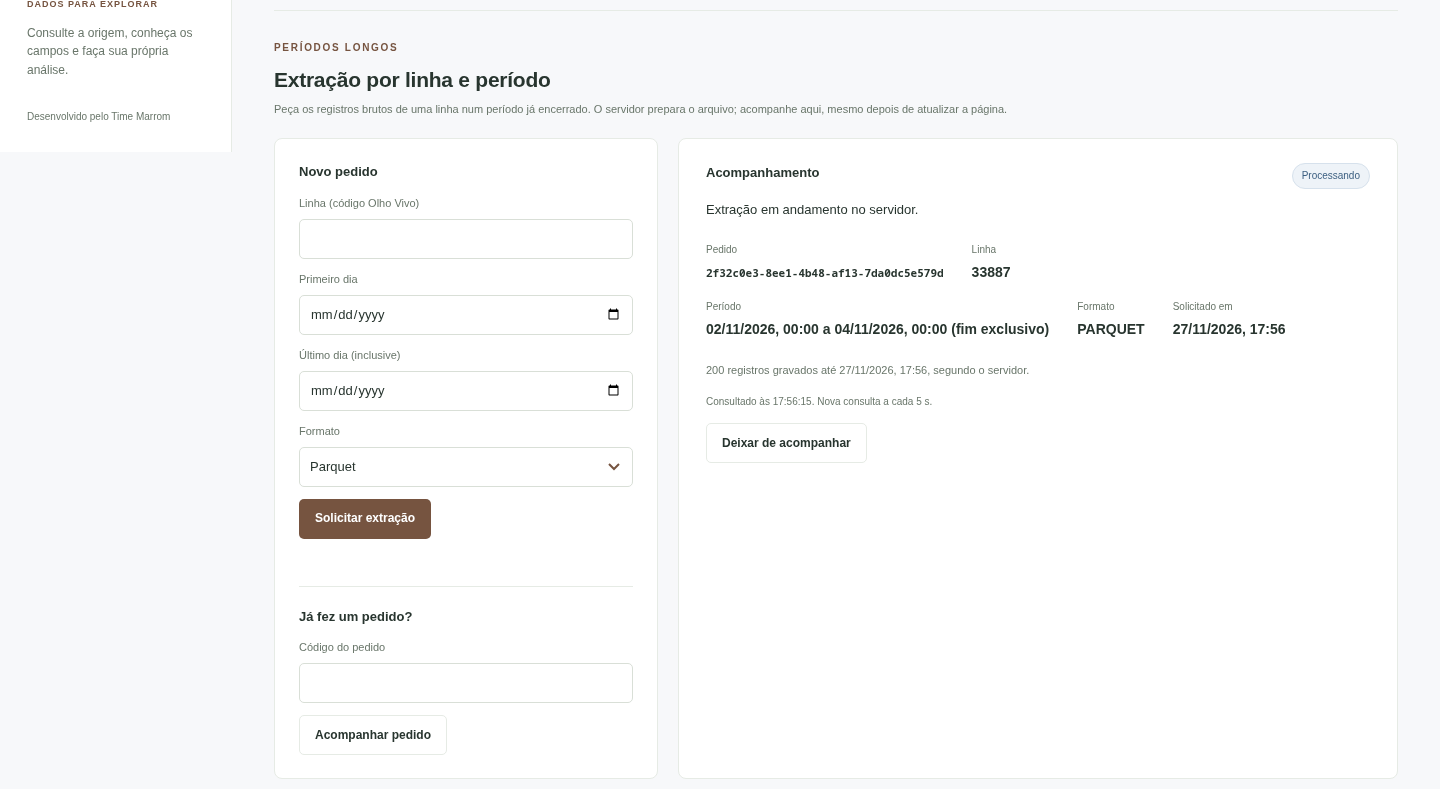 DADOS PARA EXPLORAR
Consulte a origem, conheça os
campos e faça sua própria
análise.
Desenvolvido pelo Time Marrom
PERÍODOS LONGOS
Extração por linha e período
Peça os registros brutos de uma linha num período já encerrado. O servidor prepara o arquivo; acompanhe aqui, mesmo depois de atualizar a página.
Novo pedido
Linha (código Olho Vivo)
Primeiro dia
mm/dd/yyyy
Último dia (inclusive)
mm/dd/yyyy
Formato
Parquet
Solicitar extração
Já fez um pedido?
Código do pedido
Acompanhar pedido
Acompanhamento
Processando
Extração em andamento no servidor.
Pedido
Linha
2f32c0e3-8ee1-4b48-af13-7da0dc5e579d
33887
Período
Formato
Solicitado em
02/11/2026, 00:00 a 04/11/2026, 00:00 (fim exclusivo)
PARQUET
27/11/2026, 17:56
200 registros gravados até 27/11/2026, 17:56, segundo o servidor.
Consultado às 17:56:15. Nova consulta a cada 5 s.
Deixar de acompanhar